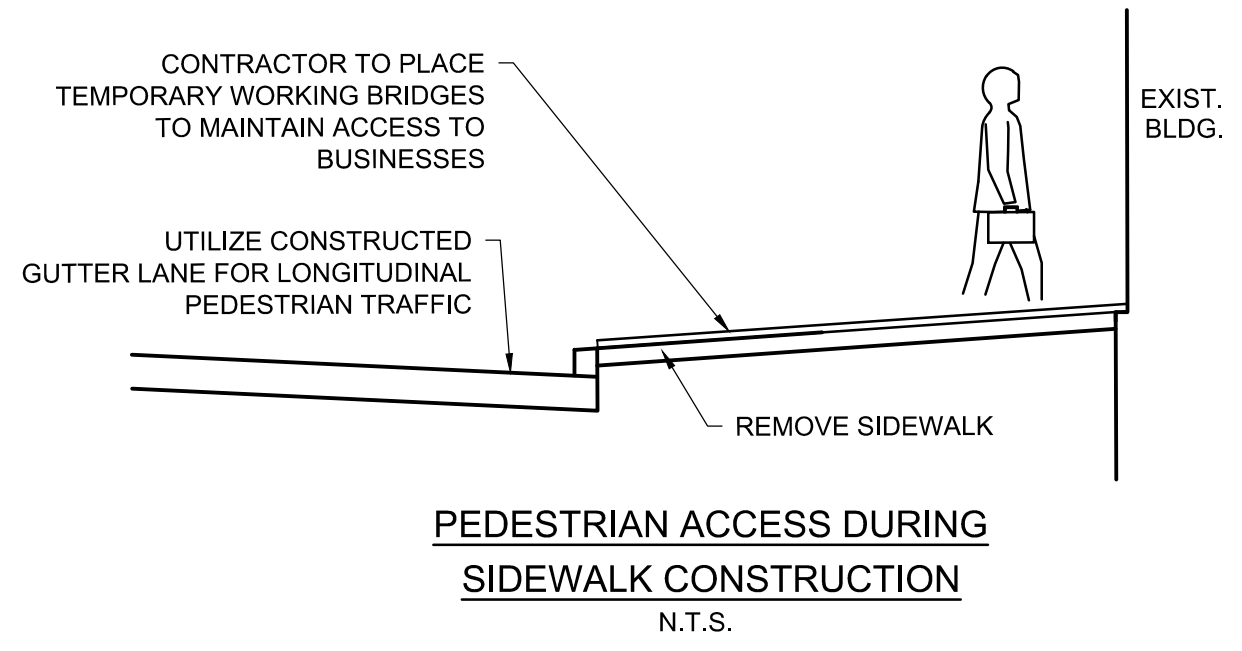 CONTRACTOR TO PLACE
TEMPORARY WORKING BRIDGES
TO MAINTAIN ACCESS TO
BUSINESSES
EXIST.
BLDG.
UTILIZE CONSTRUCTED
GUTTER LANE FOR LONGITUDINAL
PEDESTRIAN TRAFFIC
REMOVE SIDEWALK
PEDESTRIAN ACCESS DURING
SIDEWALK CONSTRUCTION
N.T.S.